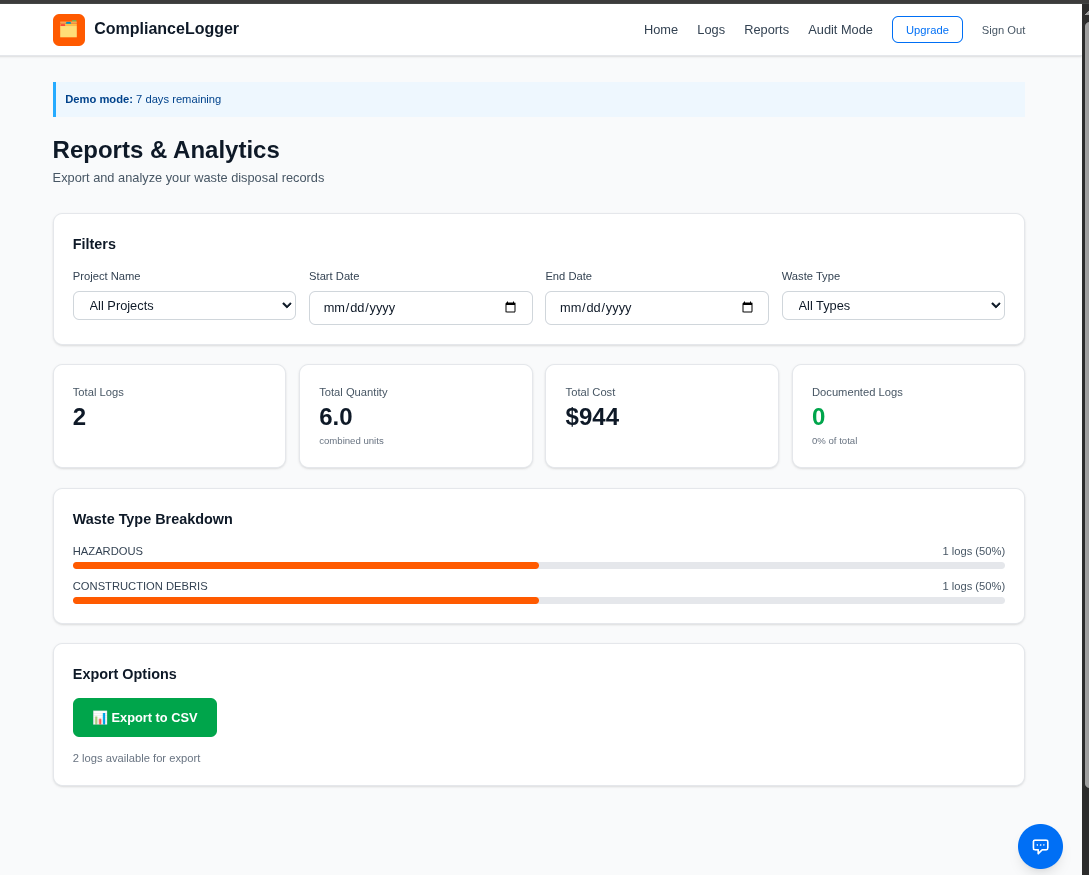 ComplianceLogger
Home Logs Reports Audit Mode Upgrade Sign Out
Demo mode: 7 days remaining
Reports & Analytics
Export and analyze your waste disposal records
Filters
Project Name Start Date End Date Waste Type
All Projects mm/dd/yyyy mm/dd/yyyy All Types
Total Logs
2
Total Quantity
6.0
combined units
Total Cost
$944
Documented Logs
0
0% of total
Waste Type Breakdown
HAZARDOUS 1 logs (50%)
CONSTRUCTION DEBRIS 1 logs (50%)
Export Options
Export to CSV
2 logs available for export